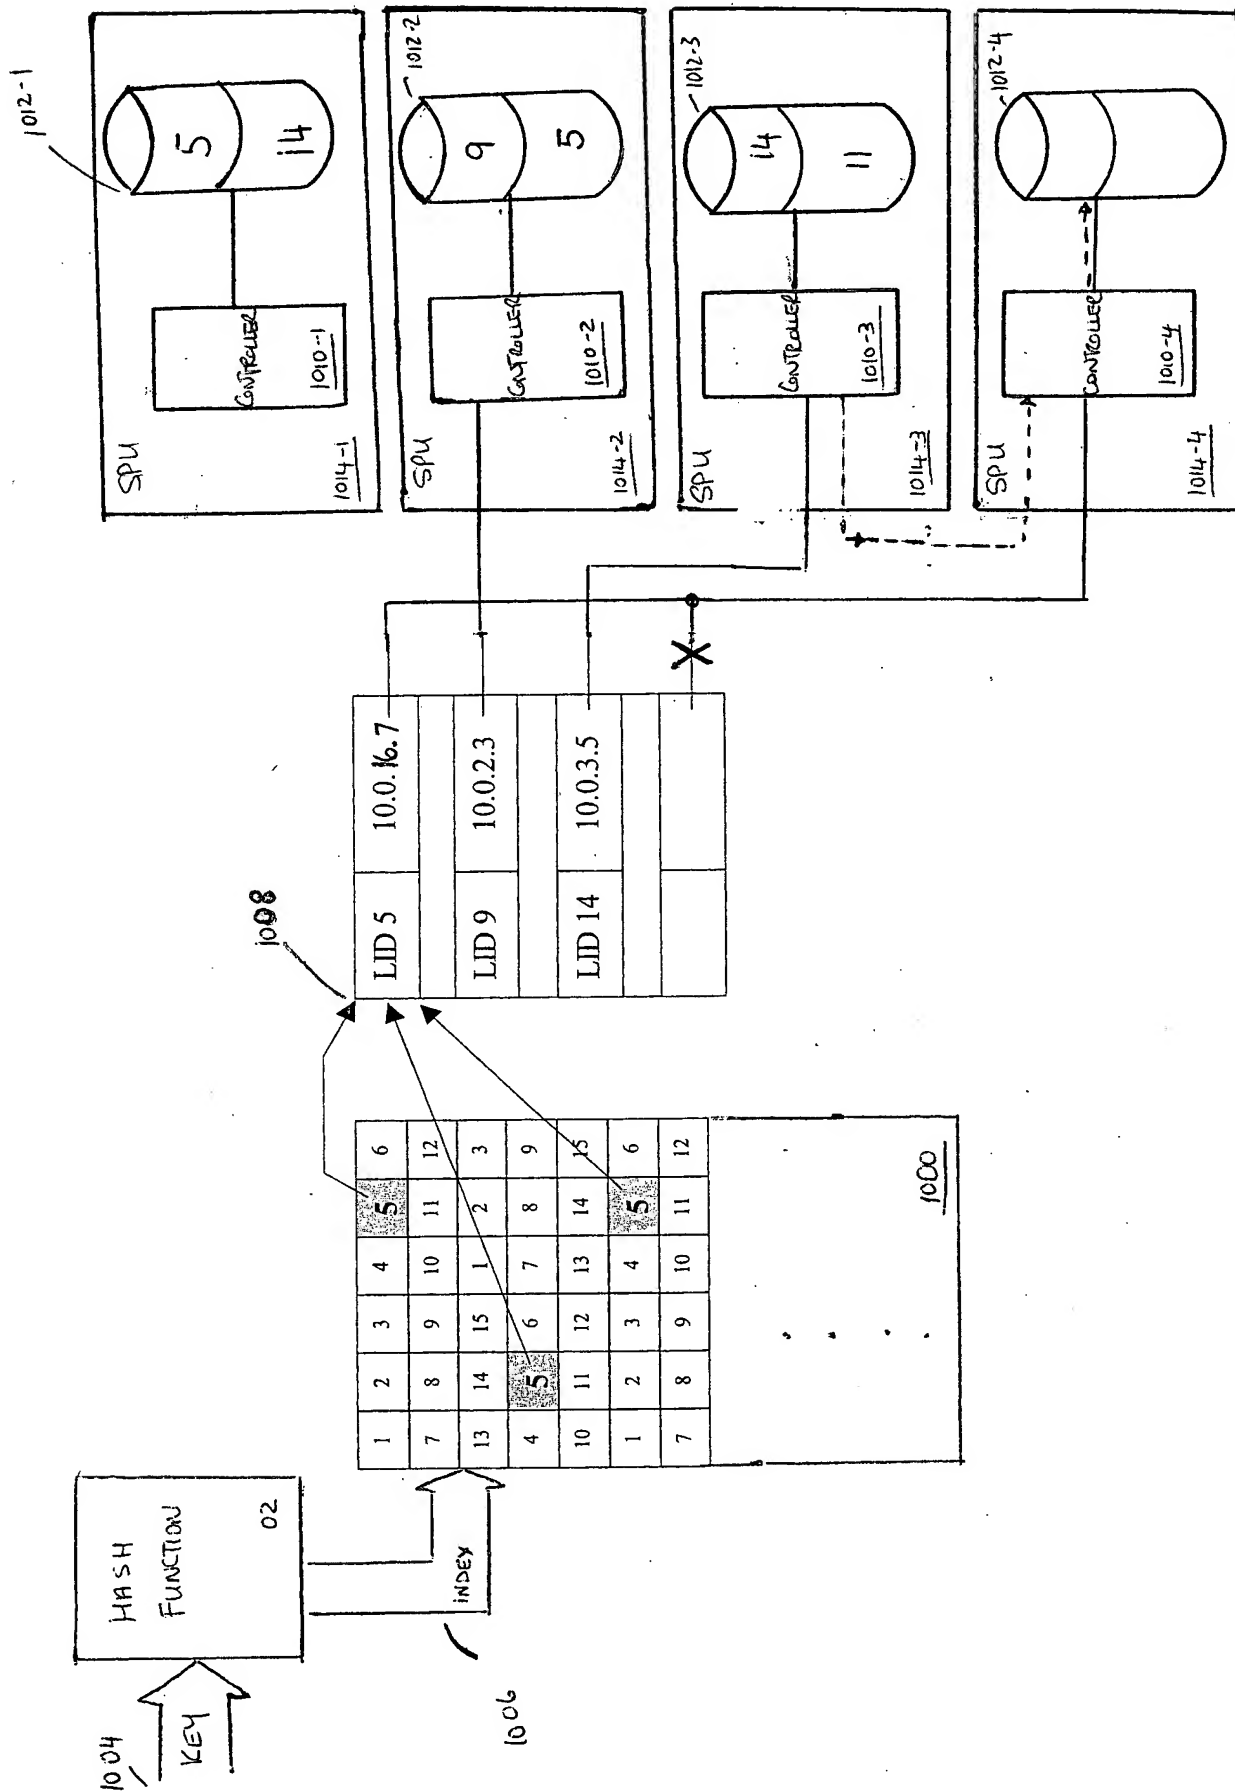 1004
KEY
HASH
FUNCTION
02
1006
INDEX
1 2 3 4 5 6
7 8 9 10 11 12
13 14 15 1 2 3
4 5 6 7 8 9
10 11 12 13 14 15
1 2 3 4 5 6
7 8 9 10 11 12
1000
1008
LID 5 10.0.16.7
LID 9 10.0.2.3
LID 14 10.0.3.5
1012-1
SPU
5
14
CONTROLLER
1010-1
1014-1
1012-2
SPU
9
5
CONTROLLER
1010-2
1014-2
1012-3
SPU
14
11
CONTROLLER
1010-3
1014-3
1012-4
SPU
CONTROLLER
1010-4
1014-4